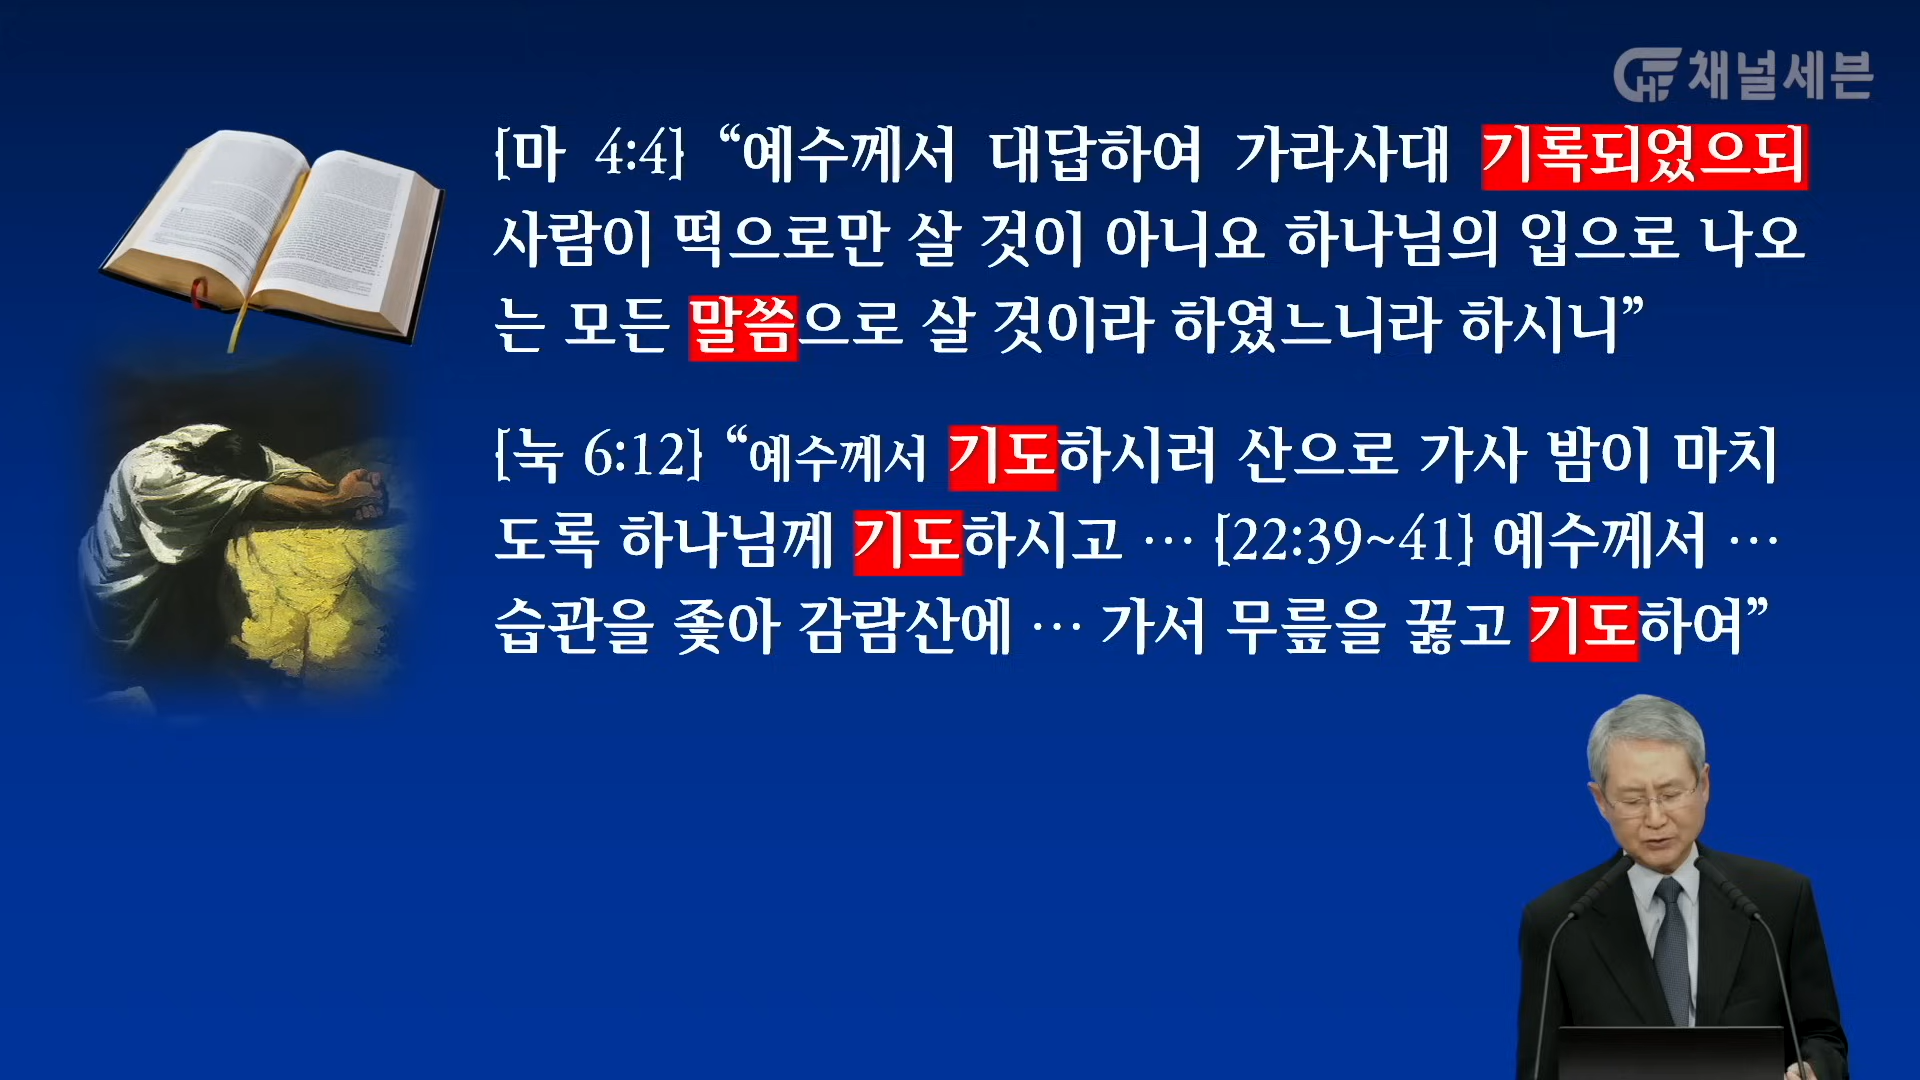 채널세븐
[마 4:4] “예수께서 대답하여 가라사대 기록되었으되
사람이 떡으로만 살 것이 아니요 하나님의 입으로 나오
는 모든 말씀으로 살 것이라 하였느니라 하시니”
[눅 6:12] “예수께서 기도하시러 산으로 가사 밤이 마치
도록 하나님께 기도하시고 … [22:39~41] 예수께서 …
습관을 좇아 감람산에 … 가서 무릎을 꿇고 기도하여”